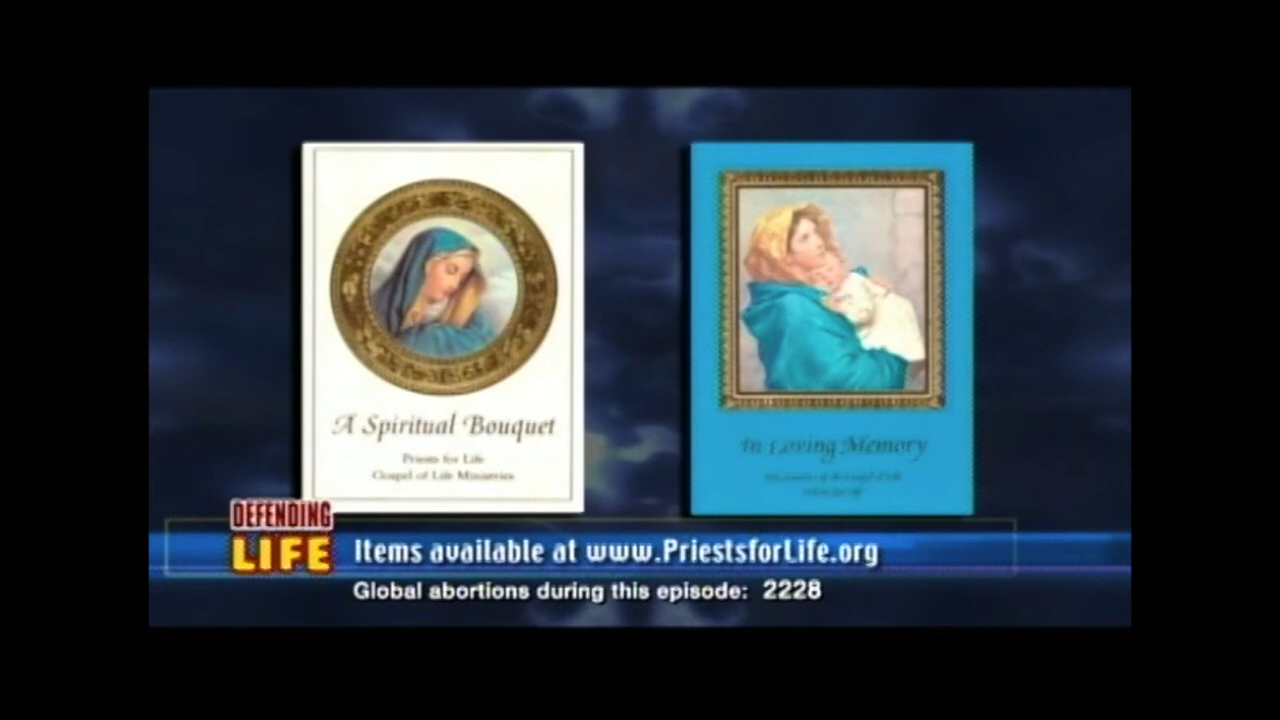 A Spiritual Bouquet
Priests for Life
Gospel of Life Ministries
In Loving Memory
DEFENDING
LIFE
Items available at www.PriestsforLife.org
Global abortions during this episode: 2228